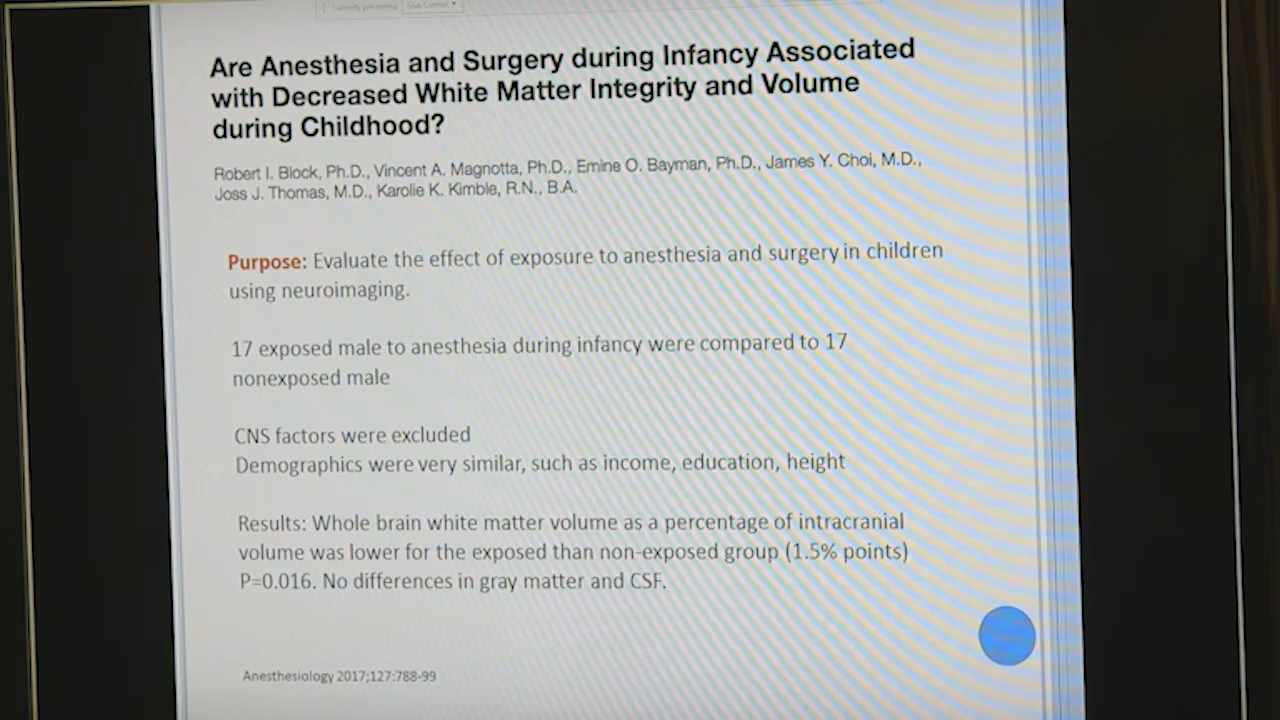 Currently presenting Give Control
Are Anesthesia and Surgery during Infancy Associated
with Decreased White Matter Integrity and Volume
during Childhood?
Robert I. Block, Ph.D., Vincent A. Magnotta, Ph.D., Emine O. Bayman, Ph.D., James Y. Choi, M.D.,
Joss J. Thomas, M.D., Karolie K. Kimble, R.N., B.A.
Purpose: Evaluate the effect of exposure to anesthesia and surgery in children
using neuroimaging.
17 exposed male to anesthesia during infancy were compared to 17
nonexposed male
CNS factors were excluded
Demographics were very similar, such as income, education, height
Results: Whole brain white matter volume as a percentage of intracranial
volume was lower for the exposed than non-exposed group (1.5% points)
P=0.016. No differences in gray matter and CSF.
Anesthesiology 2017;127:788-99